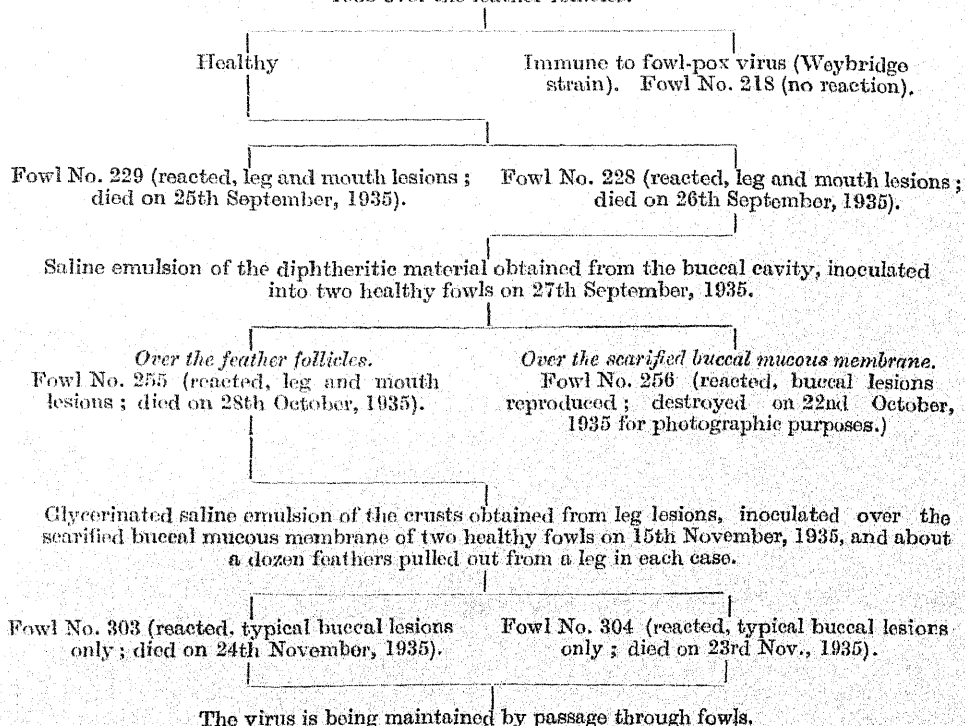 over the feather follicles.
Healthy
Immune to fowl-pox virus (Weybridge
strain). Fowl No. 218 (no reaction).
Fowl No. 229 (reacted, leg and mouth lesions ;
died on 25th September, 1935).
Fowl No. 228 (reacted, leg and mouth lesions ;
died on 26th September, 1935).
Saline emulsion of the diphtheritic material obtained from the buccal cavity, inoculated
into two healthy fowls on 27th September, 1935.
Over the feather follicles.
Fowl No. 255 (reacted, leg and mouth
lesions ; died on 28th October, 1935).
Over the scarified buccal mucous membrane.
Fowl No. 256 (reacted, buccal lesions
reproduced ; destroyed on 22nd October,
1935 for photographic purposes.)
Glycerinated saline emulsion of the crusts obtained from leg lesions, inoculated over the
scarified buccal mucous membrane of two healthy fowls on 15th November, 1935, and about
a dozen feathers pulled out from a leg in each case.
Fowl No. 303 (reacted, typical buccal lesions
only ; died on 24th November, 1935).
Fowl No. 304 (reacted, typical buccal lesions
only ; died on 23rd Nov., 1935).
The virus is being maintained by passage through fowls.